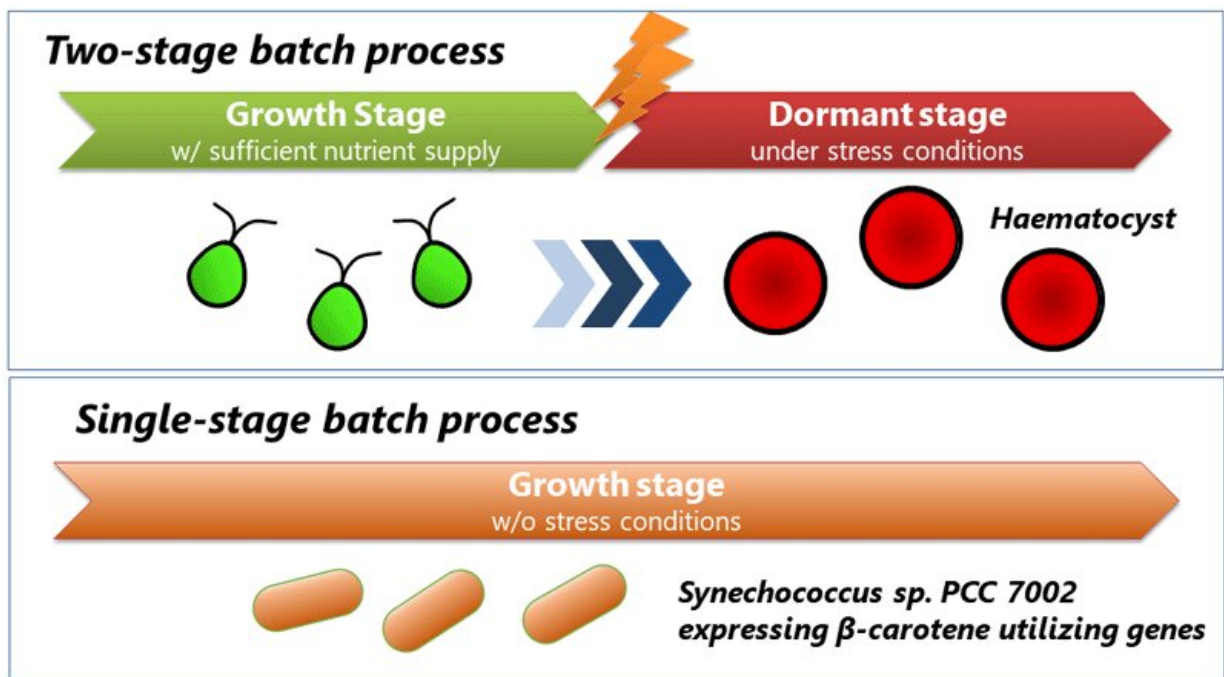 Two-stage batch process
Growth Stage
w/ sufficient nutrient supply
Dormant stage
under stress conditions
Haematocyst
Single-stage batch process
Growth stage
w/o stress conditions
Synechococcus sp. PCC 7002
expressing β-carotene utilizing genes